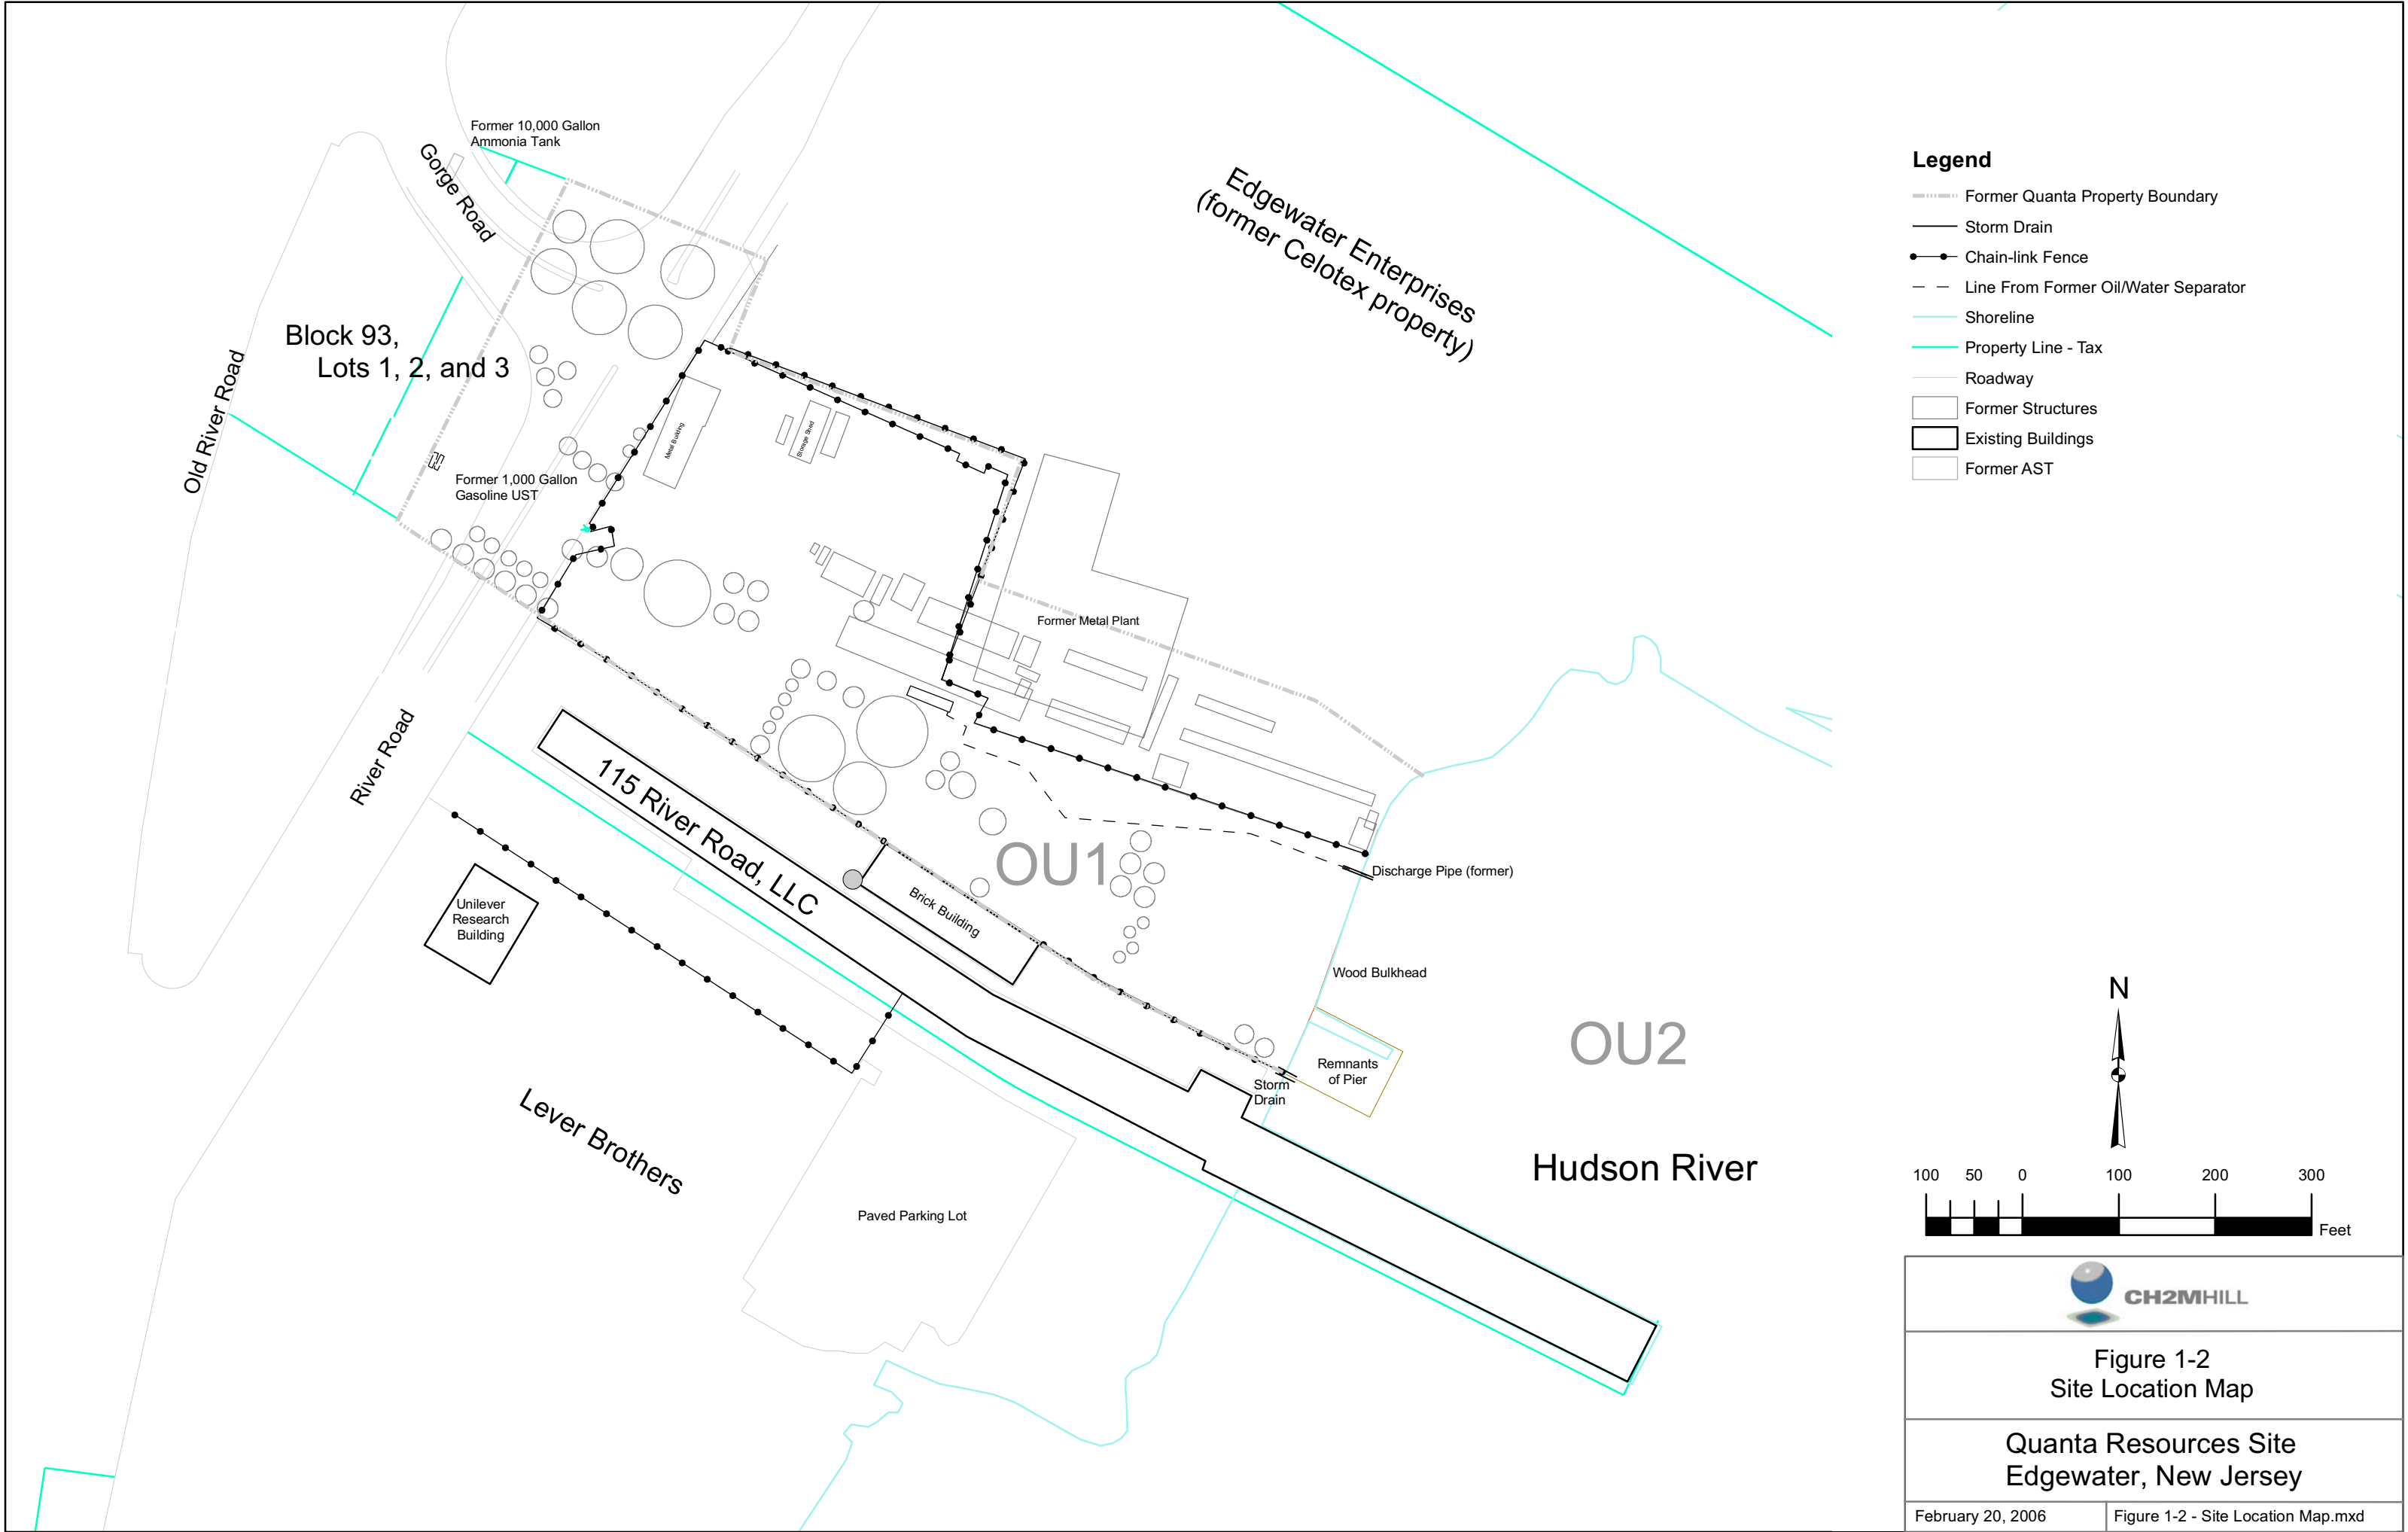 Former 10,000 Gallon
Ammonia Tank
Gorge Road
Edgewater Enterprises
(former Celotex property)
Block 93,
Lots 1, 2, and 3
Old River Road
Former 1,000 Gallon
Gasoline UST
Metal Building
Storage Shed
Former Metal Plant
River Road
115 River Road, LLC
OU1
Brick Building
Discharge Pipe (former)
Unilever
Research
Building
Wood Bulkhead
OU2
Remnants
of Pier
Storm
Drain
Lever Brothers
Hudson River
Paved Parking Lot
Legend
Former Quanta Property Boundary
Storm Drain
Chain-link Fence
Line From Former Oil/Water Separator
Shoreline
Property Line - Tax
Roadway
Former Structures
Existing Buildings
Former AST
N
100 50 0 100 200 300
Feet
CH2MHILL
Figure 1-2
Site Location Map
Quanta Resources Site
Edgewater, New Jersey
February 20, 2006
Figure 1-2 - Site Location Map.mxd